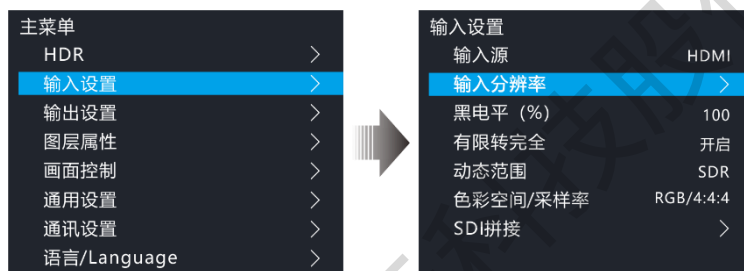 主菜单
HDR
输入设置
输出设置
图层属性
画面控制
通用设置
通讯设置
语言/Language
输入设置
输入源 HDMI
输入分辨率
黑电平（%） 100
有限转完全 开启
动态范围 SDR
色彩空间/采样率 RGB/4:4:4
SDI拼接
科技股份